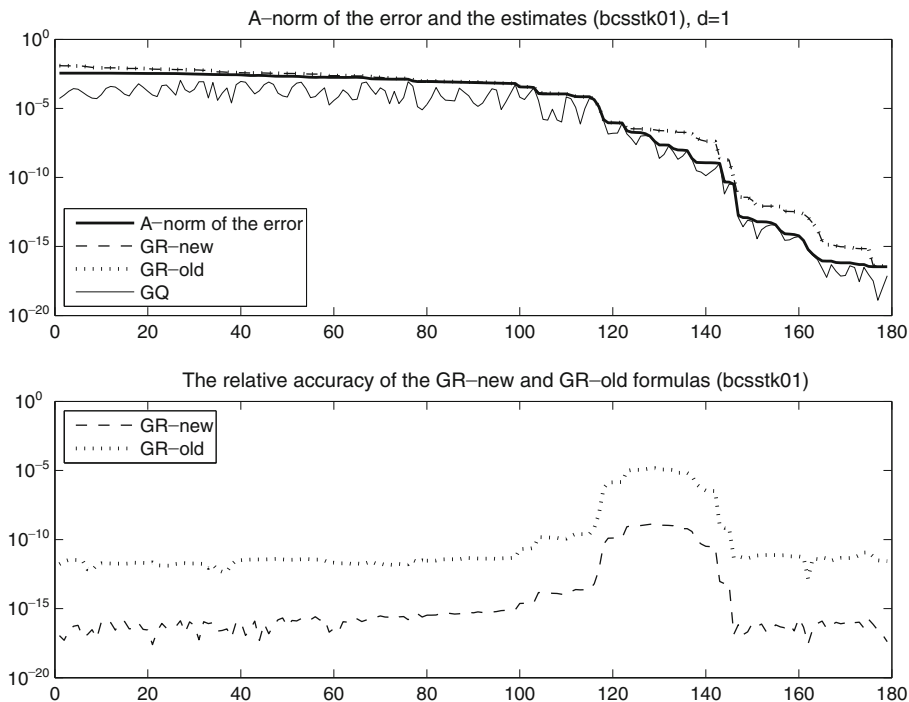 A−norm of the error and the estimates (bcsstk01), d=1
10^0
10^−5
10^−10
10^−15
10^−20
A−norm of the error
GR−new
GR−old
GQ
0 20 40 60 80 100 120 140 160 180
The relative accuracy of the GR−new and GR−old formulas (bcsstk01)
10^0
10^−5
10^−10
10^−15
10^−20
GR−new
GR−old
0 20 40 60 80 100 120 140 160 180